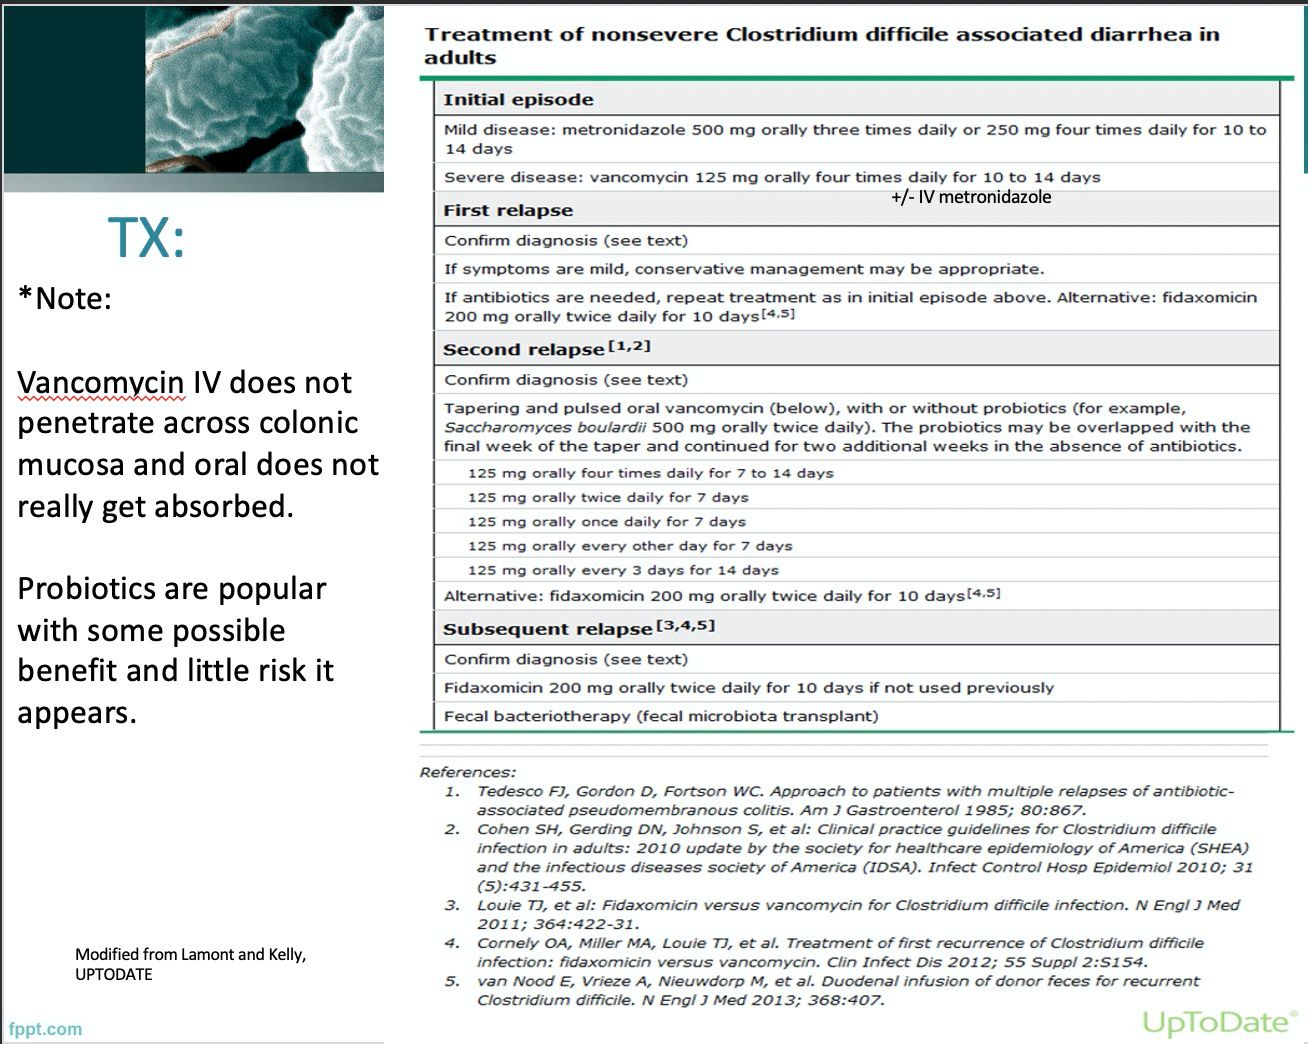 TX:
*Note:
Vancomycin IV does not
penetrate across colonic
mucosa and oral does not
really get absorbed.
Probiotics are popular
with some possible
benefit and little risk it
appears.
Modified from Lamont and Kelly,
UPTODATE
fppt.com
Treatment of nonsevere Clostridium difficile associated diarrhea in
adults
Initial episode
Mild disease: metronidazole 500 mg orally three times daily or 250 mg four times daily for 10 to
14 days
Severe disease: vancomycin 125 mg orally four times daily for 10 to 14 days
+/- IV metronidazole
First relapse
Confirm diagnosis (see text)
If symptoms are mild, conservative management may be appropriate.
If antibiotics are needed, repeat treatment as in initial episode above. Alternative: fidaxomicin
200 mg orally twice daily for 10 days[4,5]
Second relapse[1,2]
Confirm diagnosis (see text)
Tapering and pulsed oral vancomycin (below), with or without probiotics (for example,
Saccharomyces boulardii 500 mg orally twice daily). The probiotics may be overlapped with the
final week of the taper and continued for two additional weeks in the absence of antibiotics.
125 mg orally four times daily for 7 to 14 days
125 mg orally twice daily for 7 days
125 mg orally once daily for 7 days
125 mg orally every other day for 7 days
125 mg orally every 3 days for 14 days
Alternative: fidaxomicin 200 mg orally twice daily for 10 days[4,5]
Subsequent relapse[3,4,5]
Confirm diagnosis (see text)
Fidaxomicin 200 mg orally twice daily for 10 days if not used previously
Fecal bacteriotherapy (fecal microbiota transplant)
References:
1. Tedesco FJ, Gordon D, Fortson WC. Approach to patients with multiple relapses of antibiotic-
associated pseudomembranous colitis. Am J Gastroenterol 1985; 80:867.
2. Cohen SH, Gerding DN, Johnson S, et al: Clinical practice guidelines for Clostridium difficile
infection in adults: 2010 update by the society for healthcare epidemiology of America (SHEA)
and the infectious diseases society of America (IDSA). Infect Control Hosp Epidemiol 2010; 31
(5):431-455.
3. Louie TJ, et al: Fidaxomicin versus vancomycin for Clostridium difficile infection. N Engl J Med
2011; 364:422-31.
4. Cornely OA, Miller MA, Louie TJ, et al. Treatment of first recurrence of Clostridium difficile
infection: fidaxomicin versus vancomycin. Clin Infect Dis 2012; 55 Suppl 2:S154.
5. van Nood E, Vrieze A, Nieuwdorp M, et al. Duodenal infusion of donor feces for recurrent
Clostridium difficile. N Engl J Med 2013; 368:407.
UpToDate®